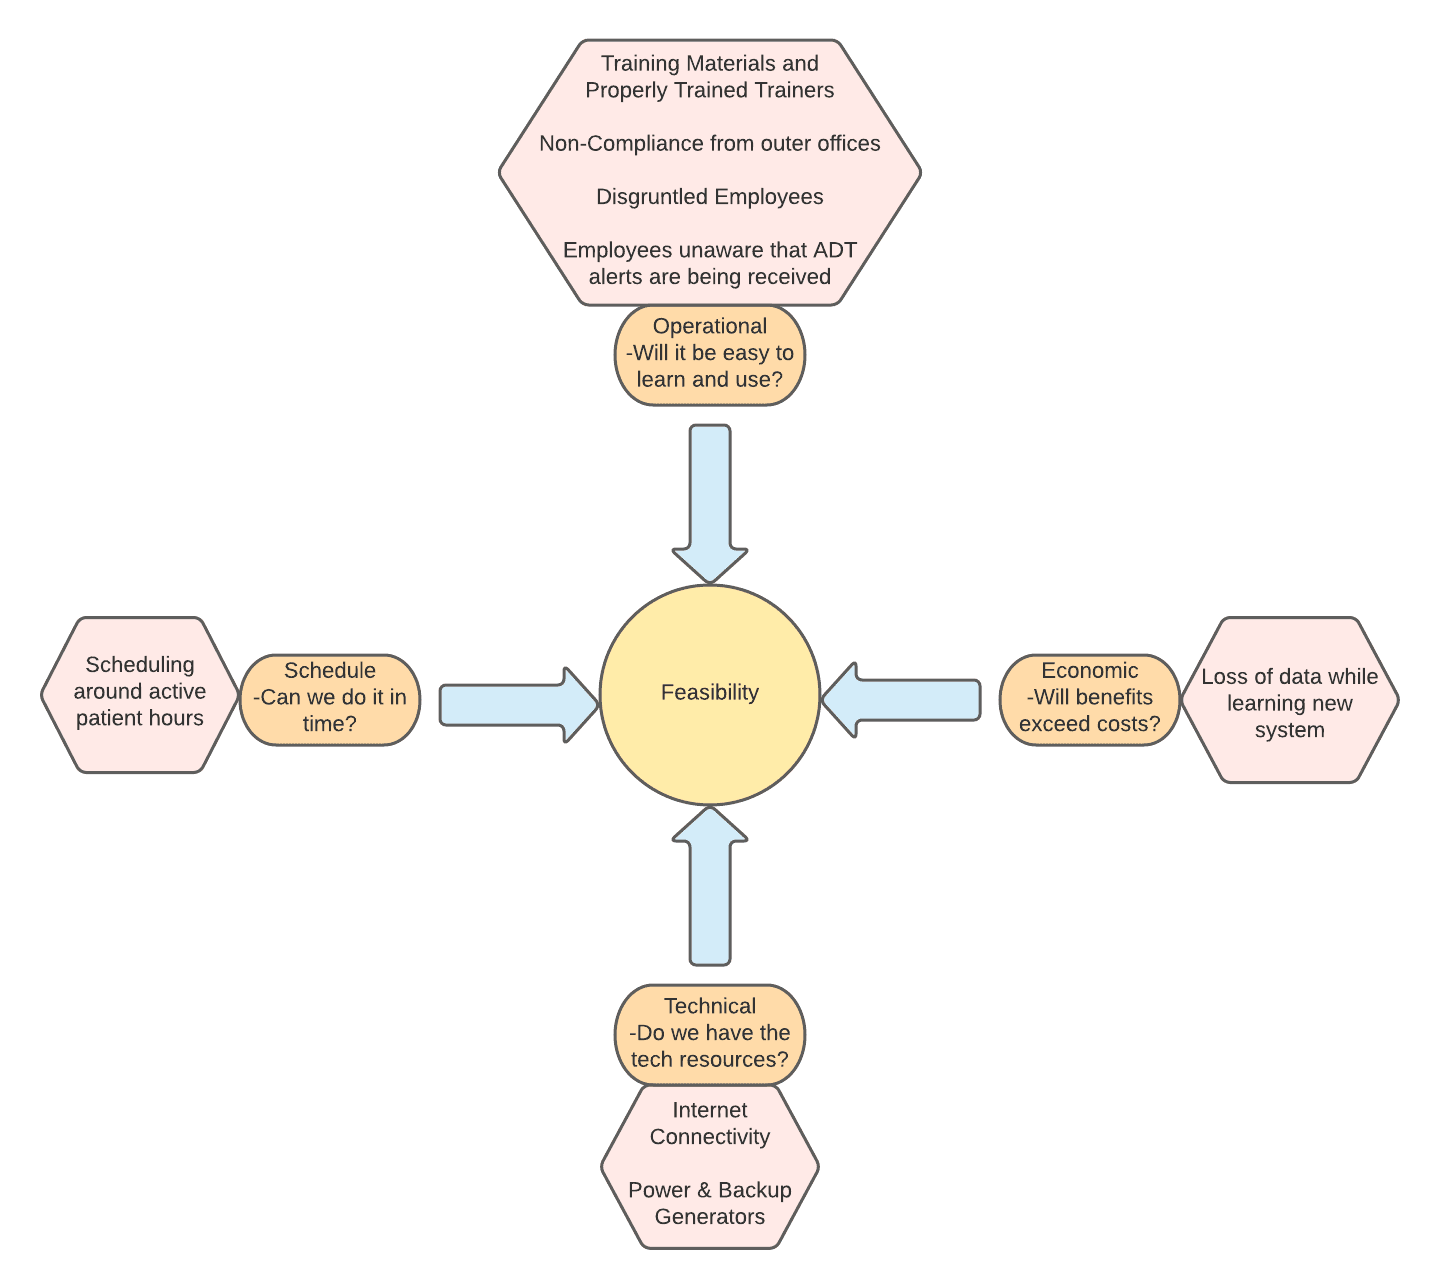 Training Materials and
Properly Trained Trainers
Non-Compliance from outer offices
Disgruntled Employees
Employees unaware that ADT
alerts are being received
Operational
-Will it be easy to
learn and use?
Scheduling
around active
patient hours
Schedule
-Can we do it in
time?
Feasibility
Economic
-Will benefits
exceed costs?
Loss of data while
learning new
system
Technical
-Do we have the
tech resources?
Internet
Connectivity
Power & Backup
Generators